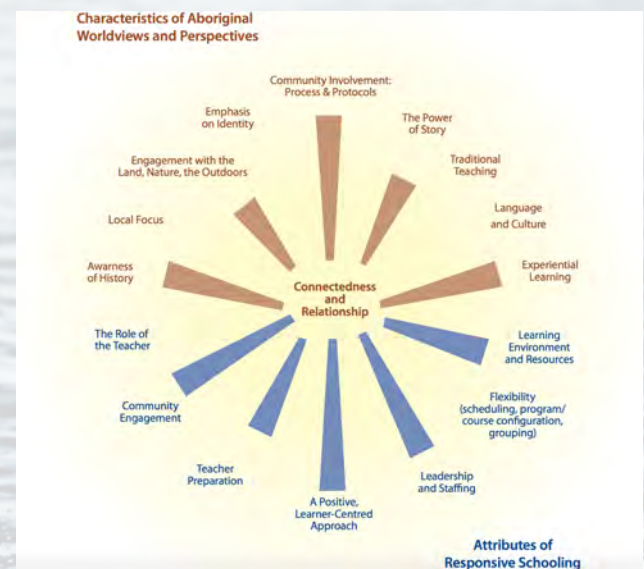 Characteristics of Aboriginal
Worldviews and Perspectives
Community Involvement:
Process & Protocols
Emphasis
on Identity
The Power
of Story
Engagement with the
Land, Nature, the Outdoors
Traditional
Teaching
Local Focus
Language
and Culture
Awarness
of History
Experiential
Learning
Connectedness
and
Relationship
The Role of
the Teacher
Learning
Environment
and Resources
Community
Engagement
Flexibility
(scheduling, program/
course configuration,
grouping)
Teacher
Preparation
Leadership
and Staffing
A Positive,
Learner-Centred
Approach
Attributes of
Responsive Schooling